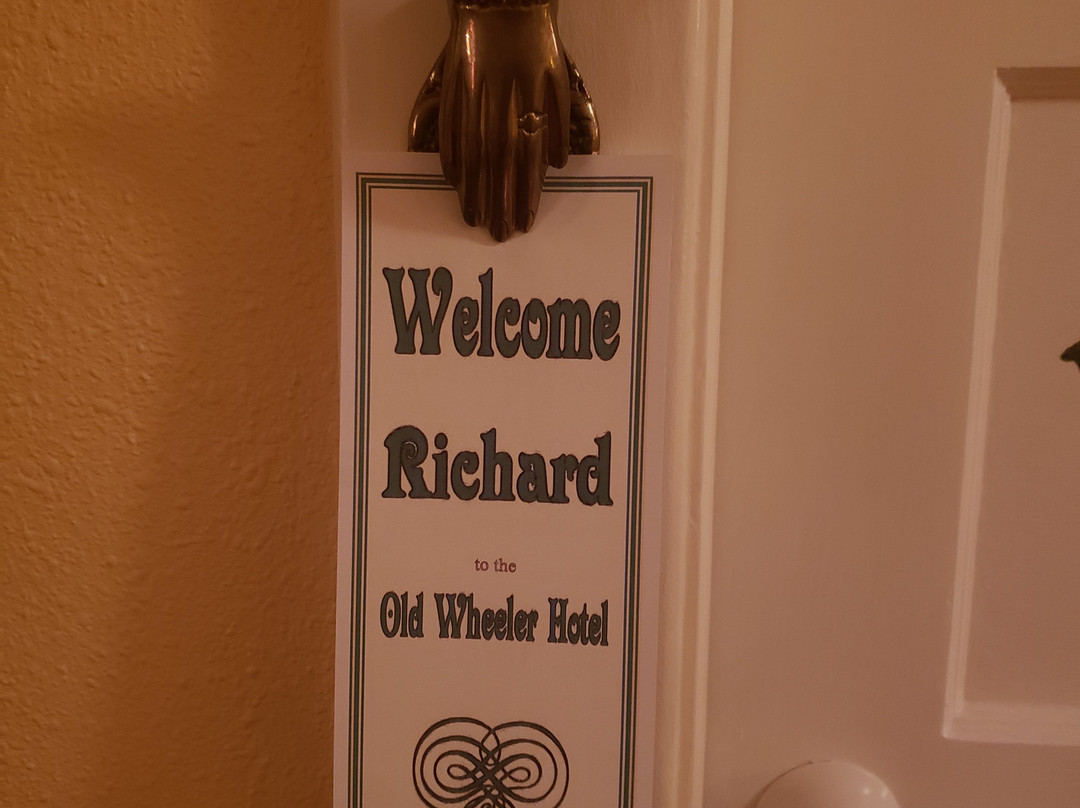 Welcome
Richard
to the
Old Wheeler Hotel